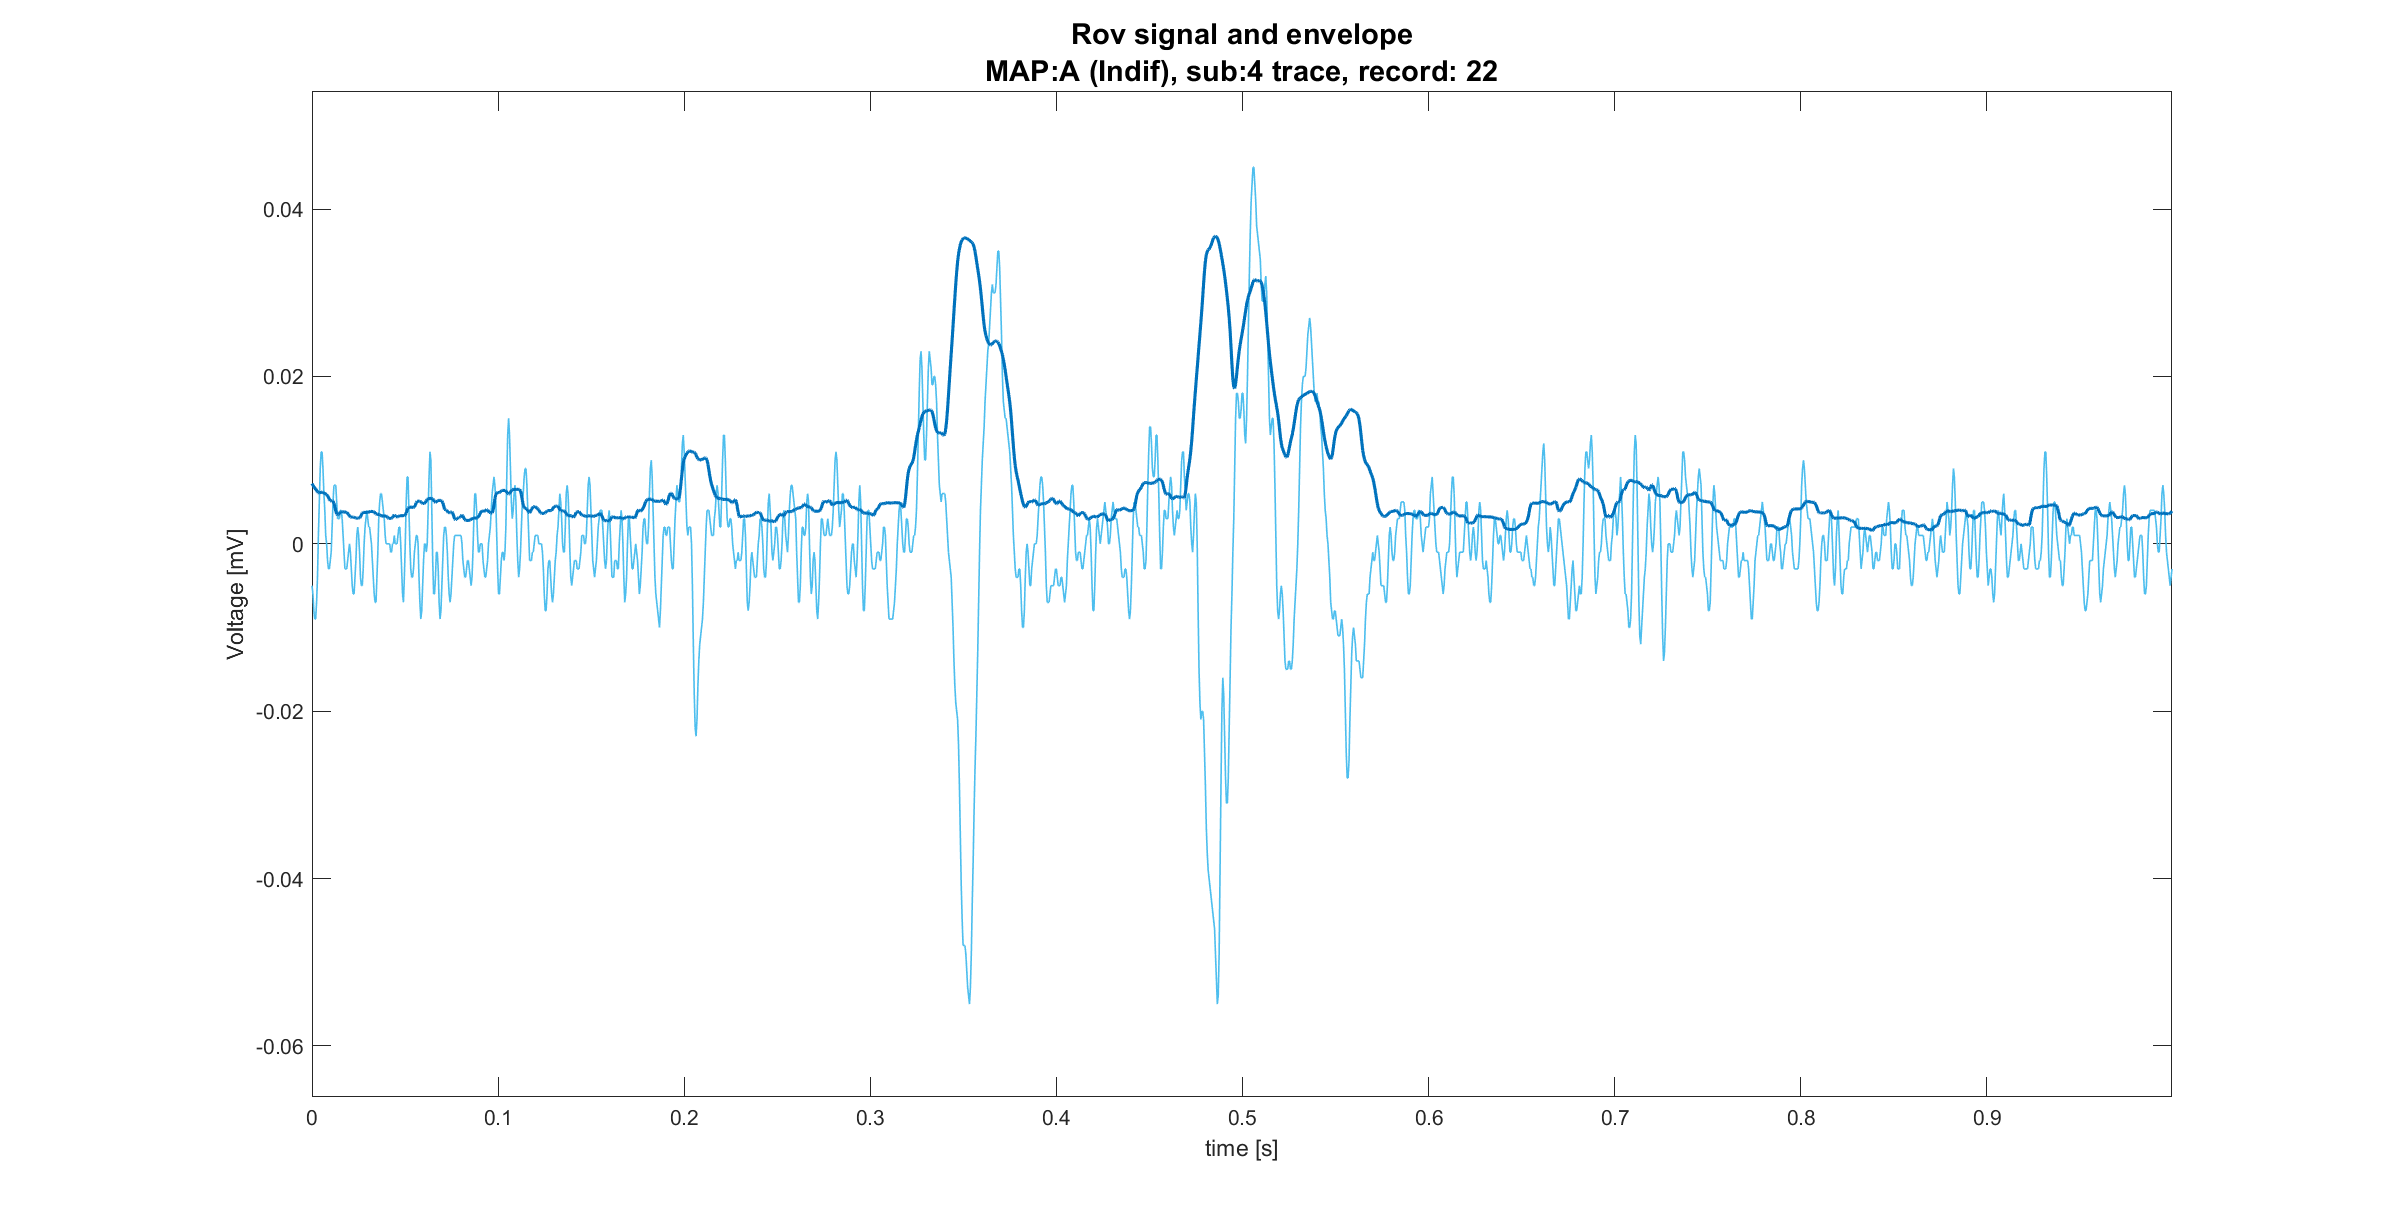 Rov signal and envelope
MAP:A (Indif), sub:4 trace, record: 22
Voltage [mV]
0.04
0.02
0
-0.02
-0.04
-0.06
0 0.1 0.2 0.3 0.4 0.5 0.6 0.7 0.8 0.9
time [s]